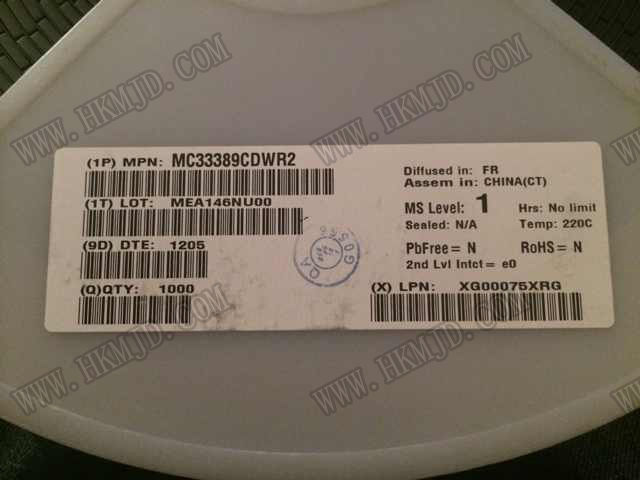 (1P) MPN: MC33389CDWR2
(1T) LOT: MEA146NU00
(9D) DTE: 1205
(Q)QTY: 1000
Diffused in: FR
Assem in: CHINA(CT)
MS Level: 1 Hrs: No limit
Sealed: N/A Temp: 220C
PbFree= N RoHS= N
2nd Lvl Intct= e0
(X) LPN: XG00075XRG
QA
WWW.HKMJD.COM
WWW.HKMJD.COM
WWW.HKMJD.COM
WWW.HKMJD.COM
WWW.HKMJD.COM
WWW.HKMJD.COM